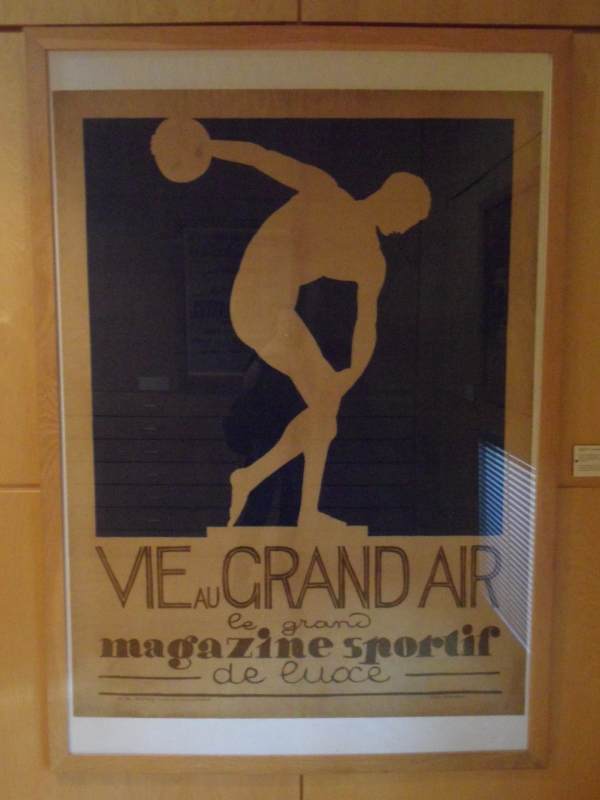 VIE AU GRAND AIR
le grand
magazine sportif
de luxe